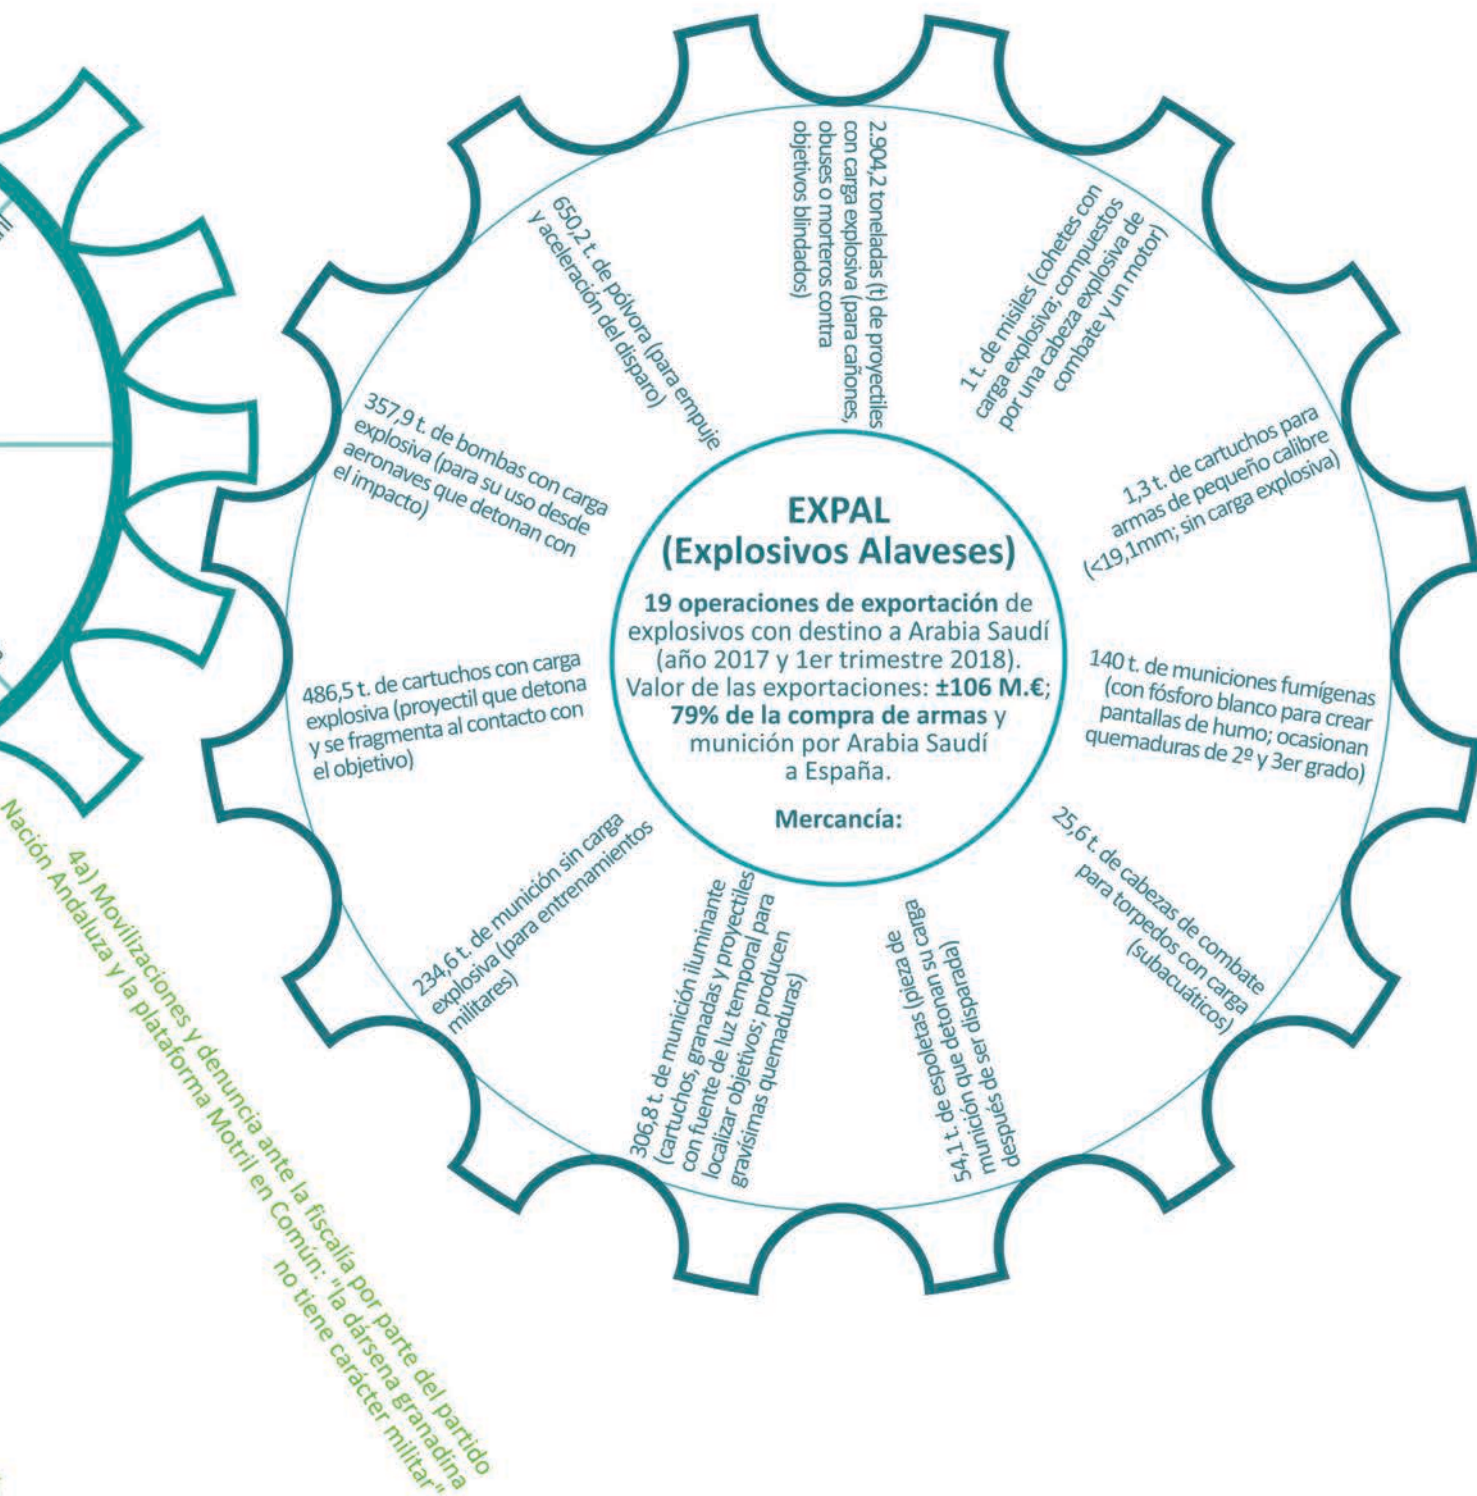 EXPAL
(Explosivos Alaveses)
19 operaciones de exportación de
explosivos con destino a Arabia Saudí
(año 2017 y 1er trimestre 2018).
Valor de las exportaciones: ±106 M.€;
79% de la compra de armas y
munición por Arabia Saudí
a España.
Mercancía:
2.904,2 toneladas (t) de proyectiles
con carga explosiva (para cañones,
obuses o morteros contra
objetivos blindados)
1 t. de misiles (cohetes con
carga explosiva; compuestos
por una cabeza explosiva de
combate y un motor)
1,3 t. de cartuchos para
armas de pequeño calibre
(<19,1mm; sin carga explosiva)
140 t. de municiones fumígenas
(con fósforo blanco para crear
pantallas de humo; ocasionan
quemaduras de 2º y 3er grado)
25,6 t. de cabezas de combate
para torpedos con carga
(subacuáticos)
54,1 t. de espoletas (pieza de
munición que detonan su carga
después de ser disparada)
306,8 t. de munición iluminante
(cartuchos, granadas y proyectiles
con fuente de luz temporal para
localizar objetivos; producen
gravísimas quemaduras)
234,6 t. de munición sin carga
explosiva (para entrenamientos
militares)
486,5 t. de cartuchos con carga
explosiva (proyectil que detona
y se fragmenta al contacto con
el objetivo)
357,9 t. de bombas con carga
explosiva (para su uso desde
aeronaves que detonan con
el impacto)
650,2 t. de pólvora (para empuje
y aceleración del disparo)
4a) Movilizaciones y denuncia ante la fiscalía por parte del partido
Nación Andaluza y la plataforma Motril en Común: "la dársena granadina
no tiene carácter militar"